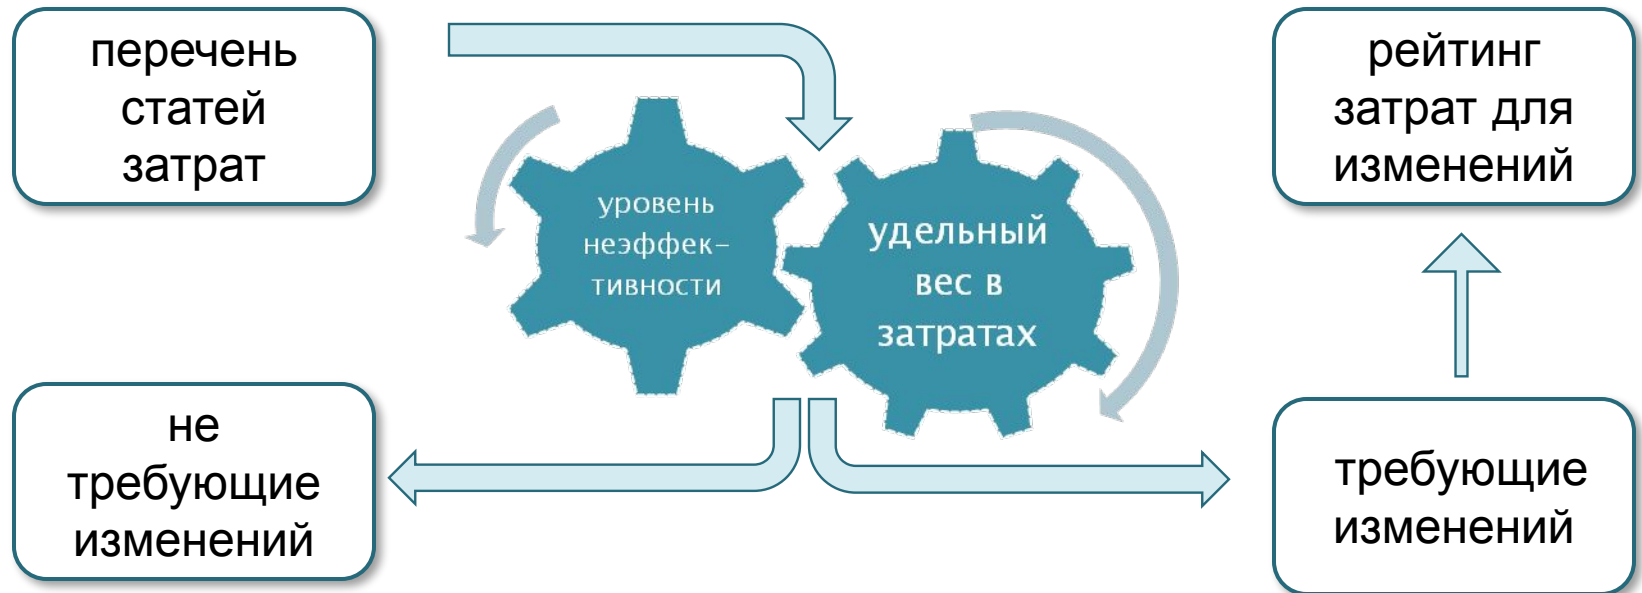 перечень
статей
затрат
уровень
неэффек-
тивности
удельный
вес в
затратах
рейтинг
затрат для
изменений
не
требующие
изменений
требующие
изменений